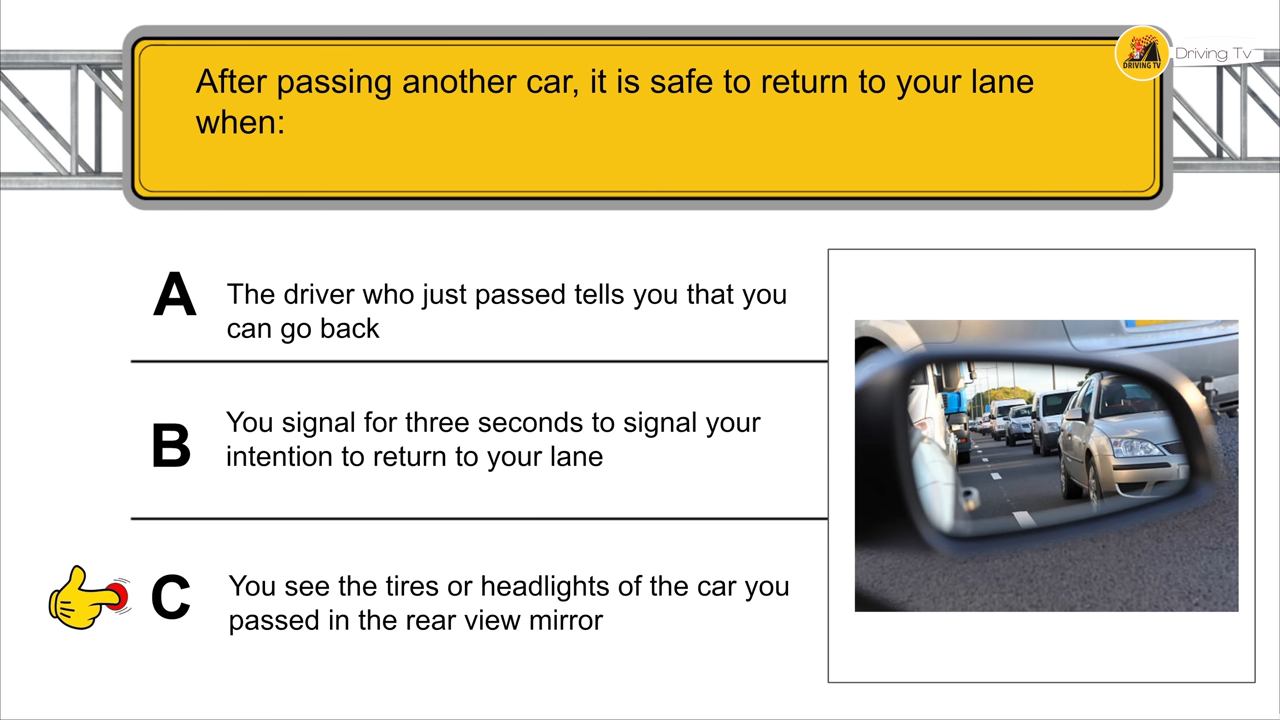 DRIVING TV
Driving Tv
After passing another car, it is safe to return to your lane
when:
A
The driver who just passed tells you that you
can go back
B
You signal for three seconds to signal your
intention to return to your lane
C
You see the tires or headlights of the car you
passed in the rear view mirror